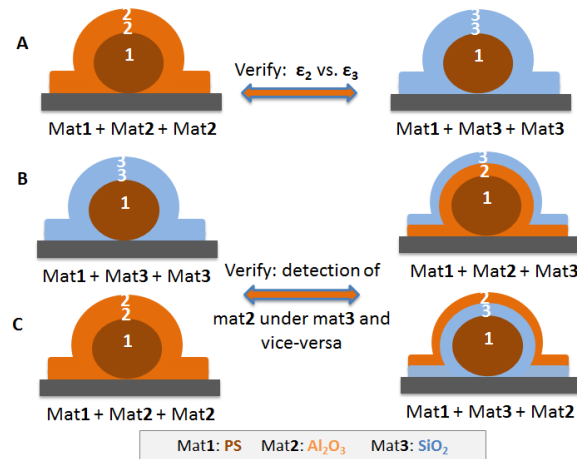 A
2
2
1
Verify: ε2 vs. ε3
3
3
1
Mat1 + Mat2 + Mat2
Mat1 + Mat3 + Mat3
B
3
3
1
3
2
1
Mat1 + Mat3 + Mat3
Mat1 + Mat2 + Mat3
Verify: detection of
mat2 under mat3 and
vice-versa
C
2
2
1
2
3
1
Mat1 + Mat2 + Mat2
Mat1 + Mat3 + Mat2
Mat1: PS Mat2: Al2O3 Mat3: SiO2